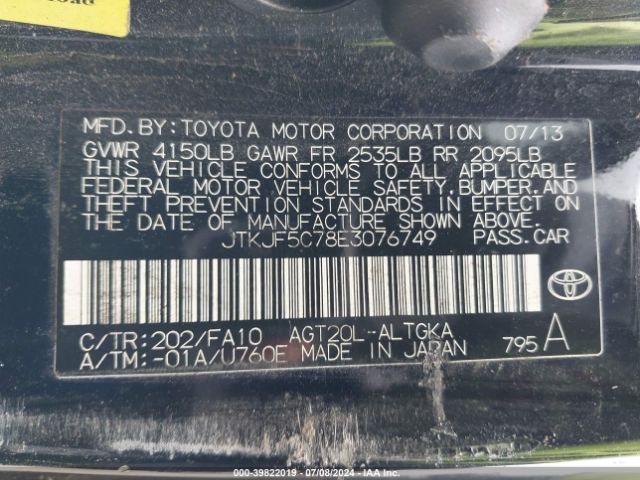 MFD.BY:TOYOTA MOTOR CORPORATION 07/13
GVWR 4150LB GAWR FR 2535LB RR 2095LB
THIS VEHICLE CONFORMS TO ALL APPLICABLE
FEDERAL MOTOR VEHICLE SAFETY,BUMPER,AND
THEFT PREVENTION STANDARDS IN EFFECT ON
THE DATE OF MANUFACTURE SHOWN ABOVE.
JTKJF5C78E3076749 PASS.CAR
C/TR:202/FA10 AGT20L-ALTGKA
A/TM:-01A/U760E MADE IN JAPAN 795 A
000-39822019 - 07/08/2024 - IAA Inc.